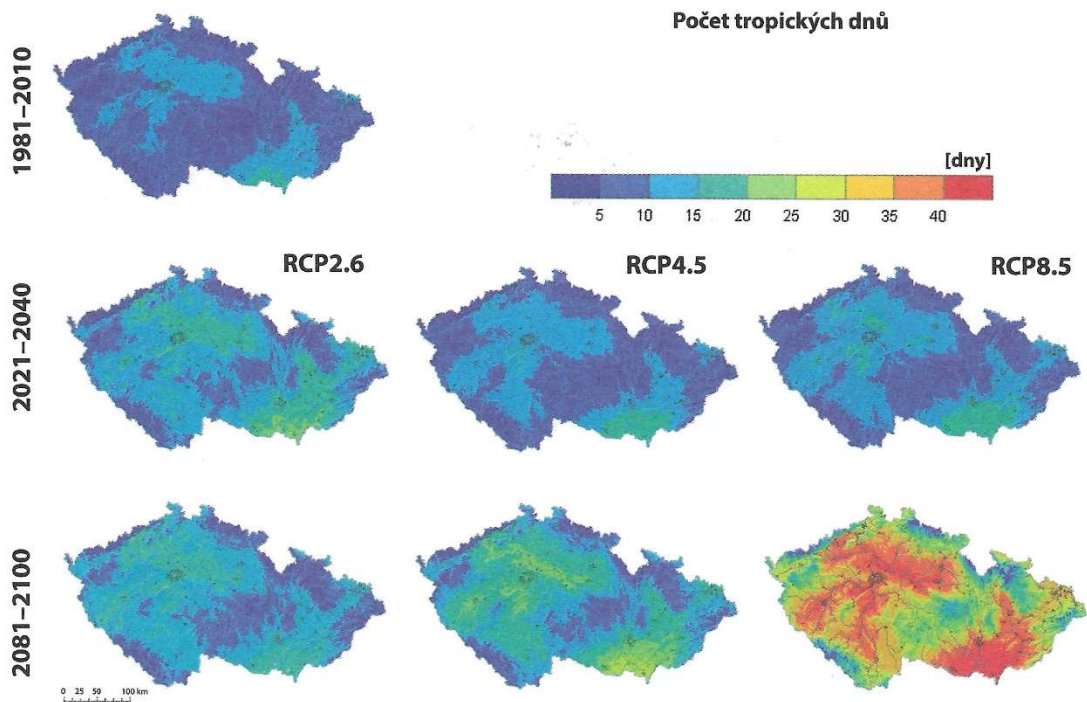 Počet tropických dnů
1981–2010
[dny]
5 10 15 20 25 30 35 40
RCP2.6
RCP4.5
RCP8.5
2021–2040
2081–2100
0 25 50 100 km